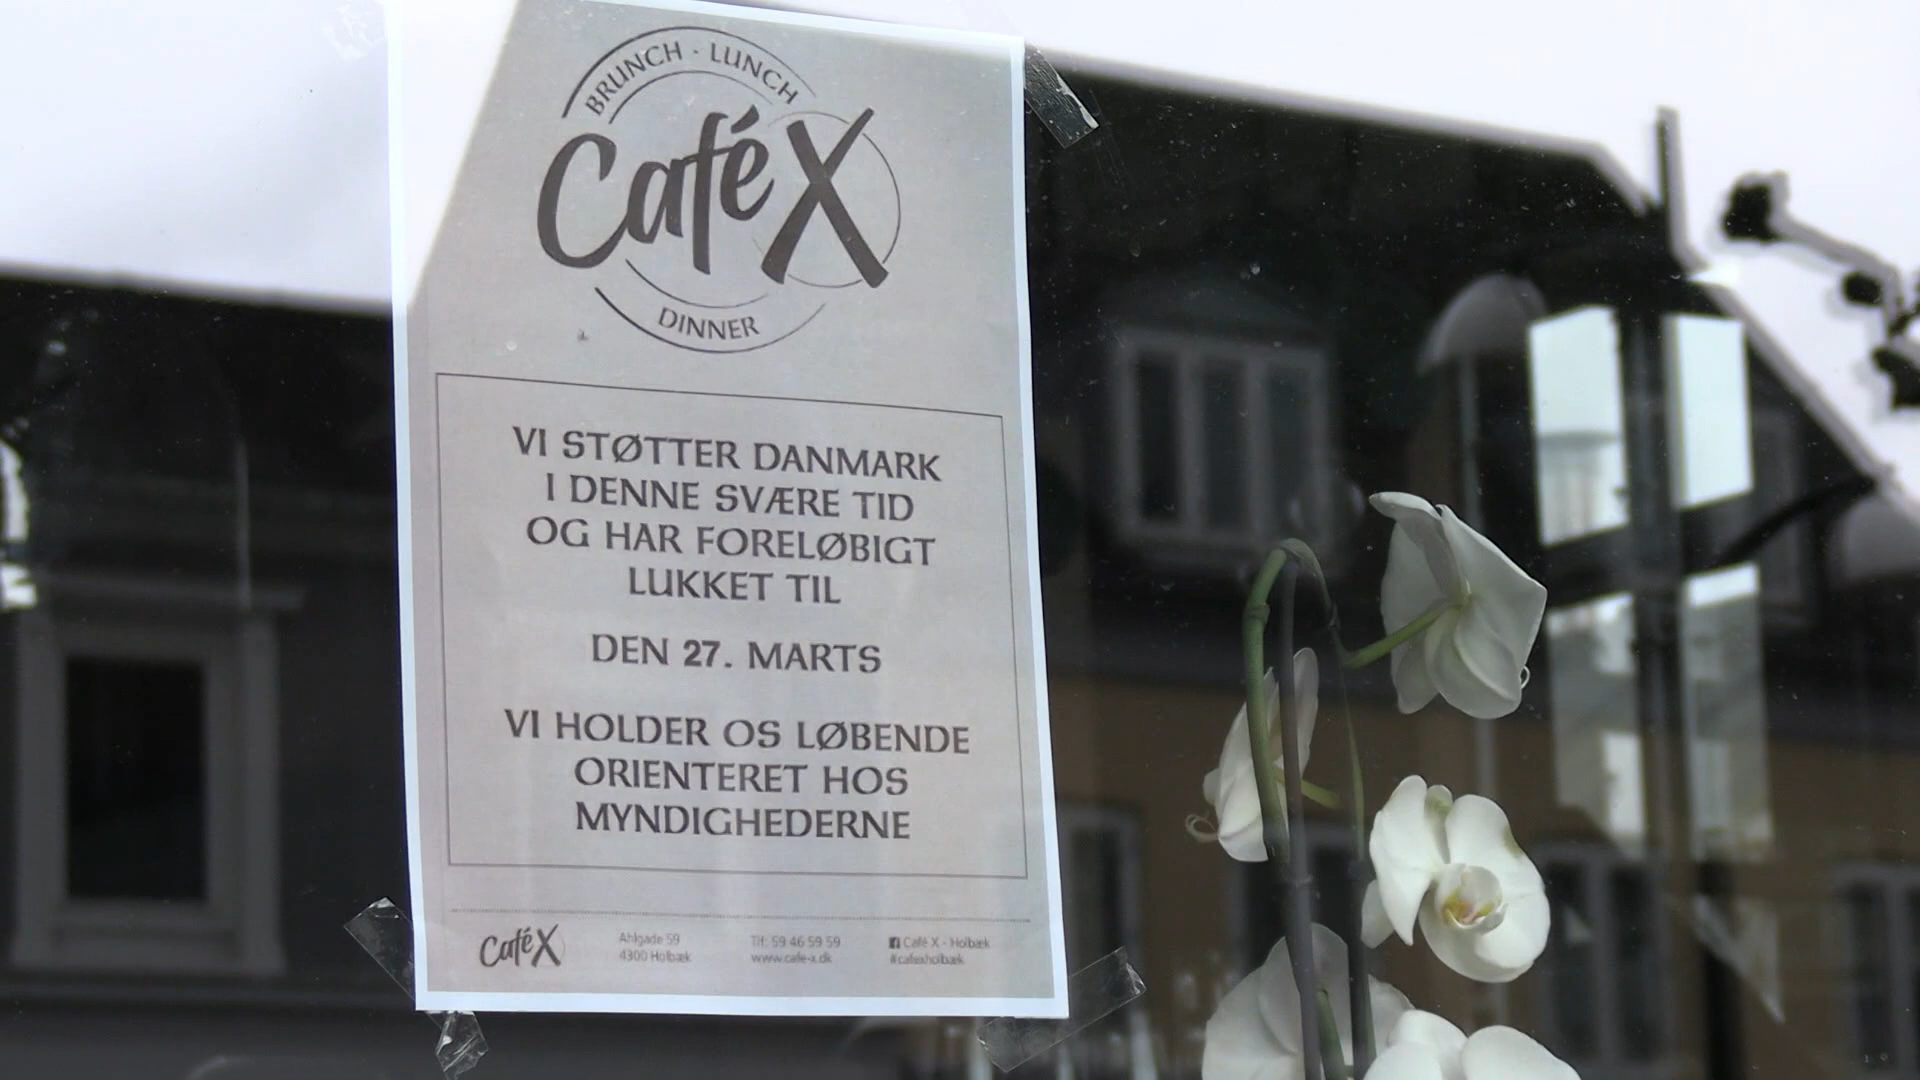 BRUNCH - LUNCH
Café X
DINNER
VI STØTTER DANMARK
I DENNE SVÆRE TID
OG HAR FORELØBIGT
LUKKET TIL
DEN 27. MARTS
VI HOLDER OS LØBENDE
ORIENTERET HOS
MYNDIGHEDERNE
Café X
Ahlgade 59
4300 Holbæk
Tlf: 59 46 59 59
www.cafe-x.dk
Café X - Holbæk
#cafexholbæk